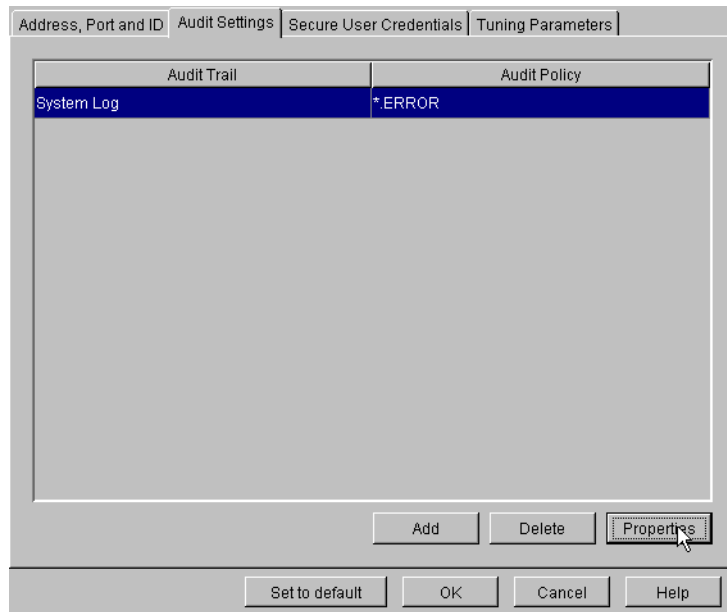 Address, Port and ID Audit Settings Secure User Credentials Tuning Parameters
Audit Trail Audit Policy
System Log *.ERROR
Add Delete Properties
Set to default OK Cancel Help